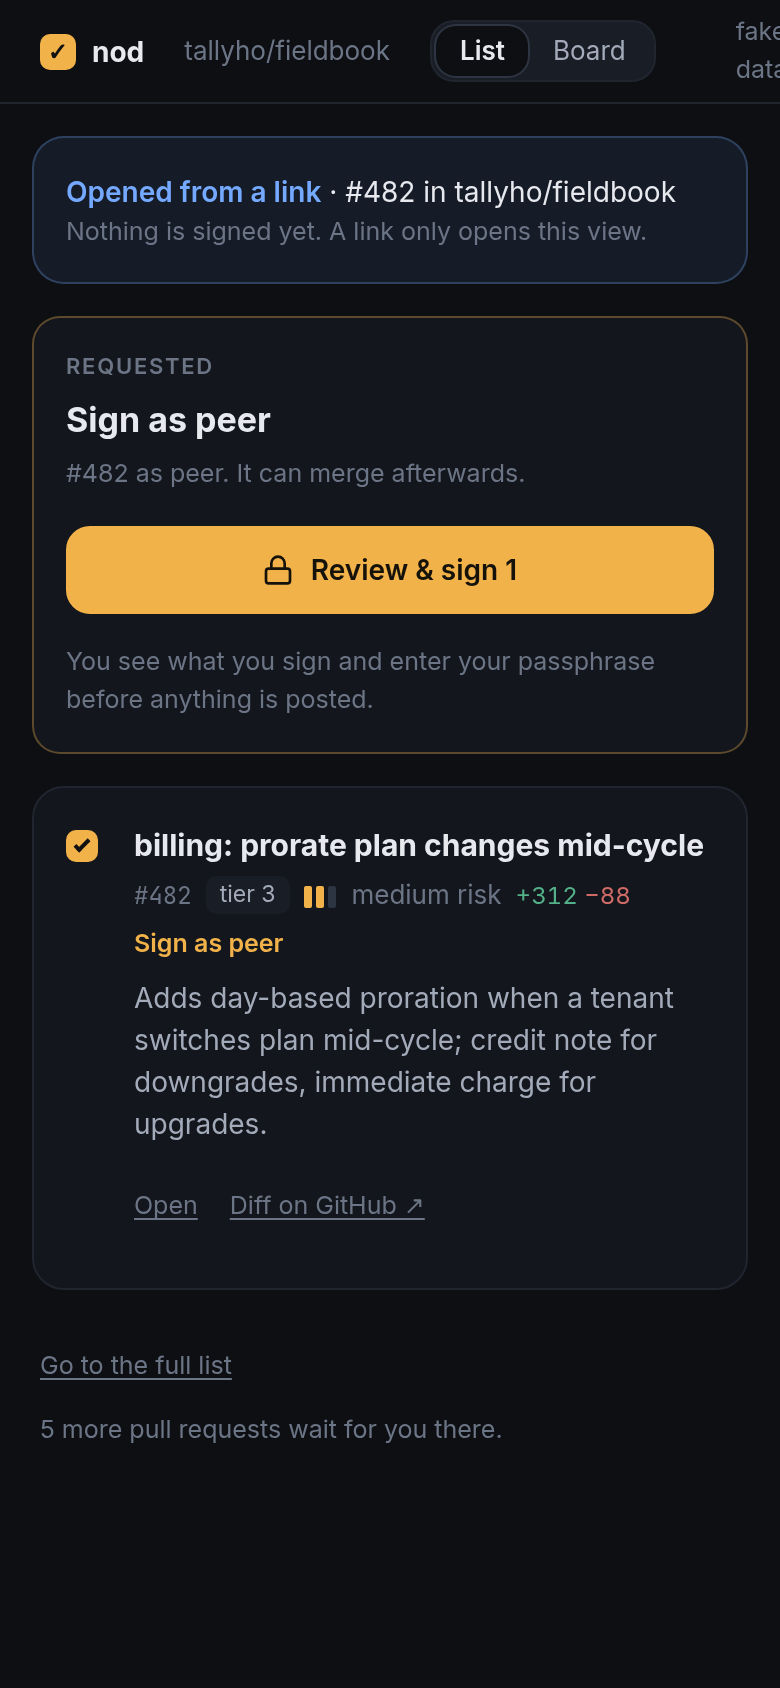 ✓ nod tallyho/fieldbook List Board fake data
Opened from a link · #482 in tallyho/fieldbook
Nothing is signed yet. A link only opens this view.
REQUESTED
Sign as peer
#482 as peer. It can merge afterwards.
Review & sign 1
You see what you sign and enter your passphrase
before anything is posted.
billing: prorate plan changes mid-cycle
#482 tier 3 medium risk +312 −88
Sign as peer
Adds day-based proration when a tenant
switches plan mid-cycle; credit note for
downgrades, immediate charge for
upgrades.
Open Diff on GitHub ↗
Go to the full list
5 more pull requests wait for you there.